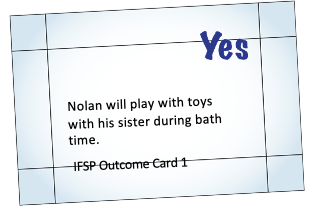 Yes
Nolan will play with toys
with his sister during bath
time.
IFSP Outcome Card 1